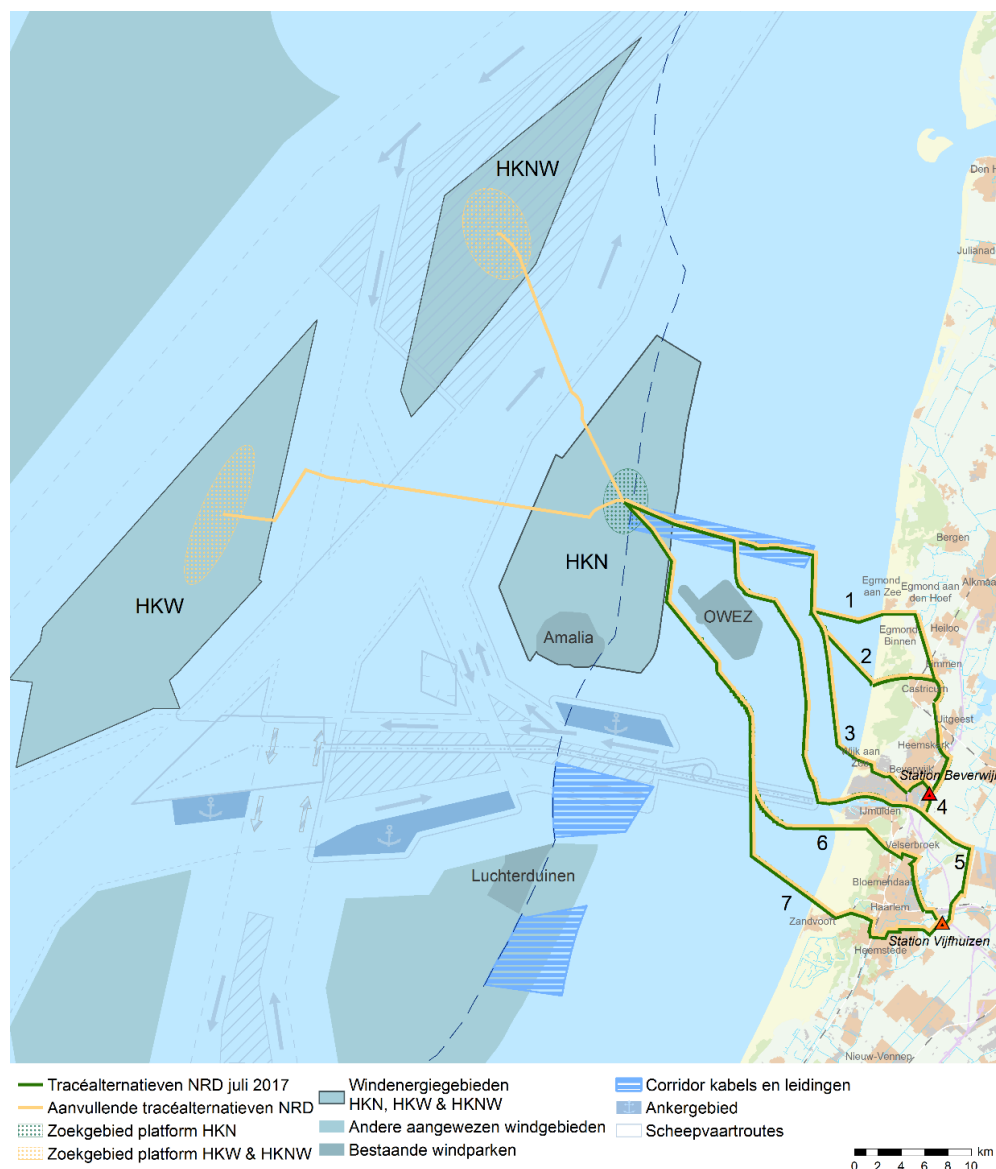 HKNW
Den H
Julianad
HKW
HKN
Amalia
OWEZ
Bergen
Egmond
aan Zee
Egmond aan
den Hoef
Alkmaa
1
Egmond
Binnen
Heiloo
2
Limmen
Castricum
Uitgeest
3
Wijk aan
Zee
Heemskerk
Beverwijk
Station Beverwijk
4
IJmuiden
6
Velserbroek
5
Bloemendaal
Luchterduinen
7
Haarlem
Zandvoort
Station Vijfhuizen
Heemstede
Nieuw-Vennep
Tracéalternatieven NRD juli 2017
Aanvullende tracéalternatieven NRD
Zoekgebied platform HKN
Zoekgebied platform HKW & HKNW
Windenergiegebieden
HKN, HKW & HKNW
Andere aangewezen windgebieden
Bestaande windparken
Corridor kabels en leidingen
Ankergebied
Scheepvaartroutes
km
0 2 4 6 8 10